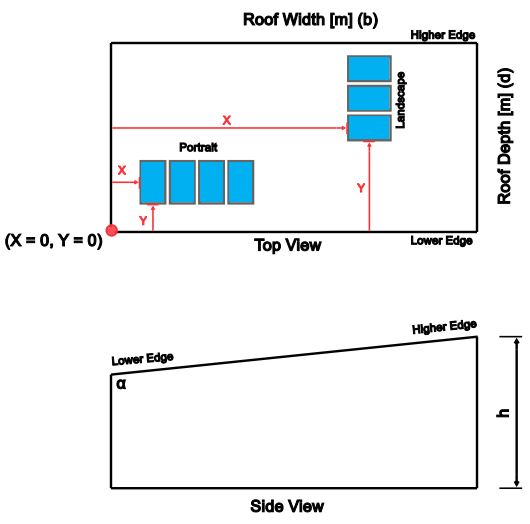 Roof Width [m] (b)
Higher Edge
Landscape
Roof Depth [m] (d)
X
Portrait
X
Y
Y
(X = 0, Y = 0)
Top View
Lower Edge
Higher Edge
Lower Edge
α
h
Side View